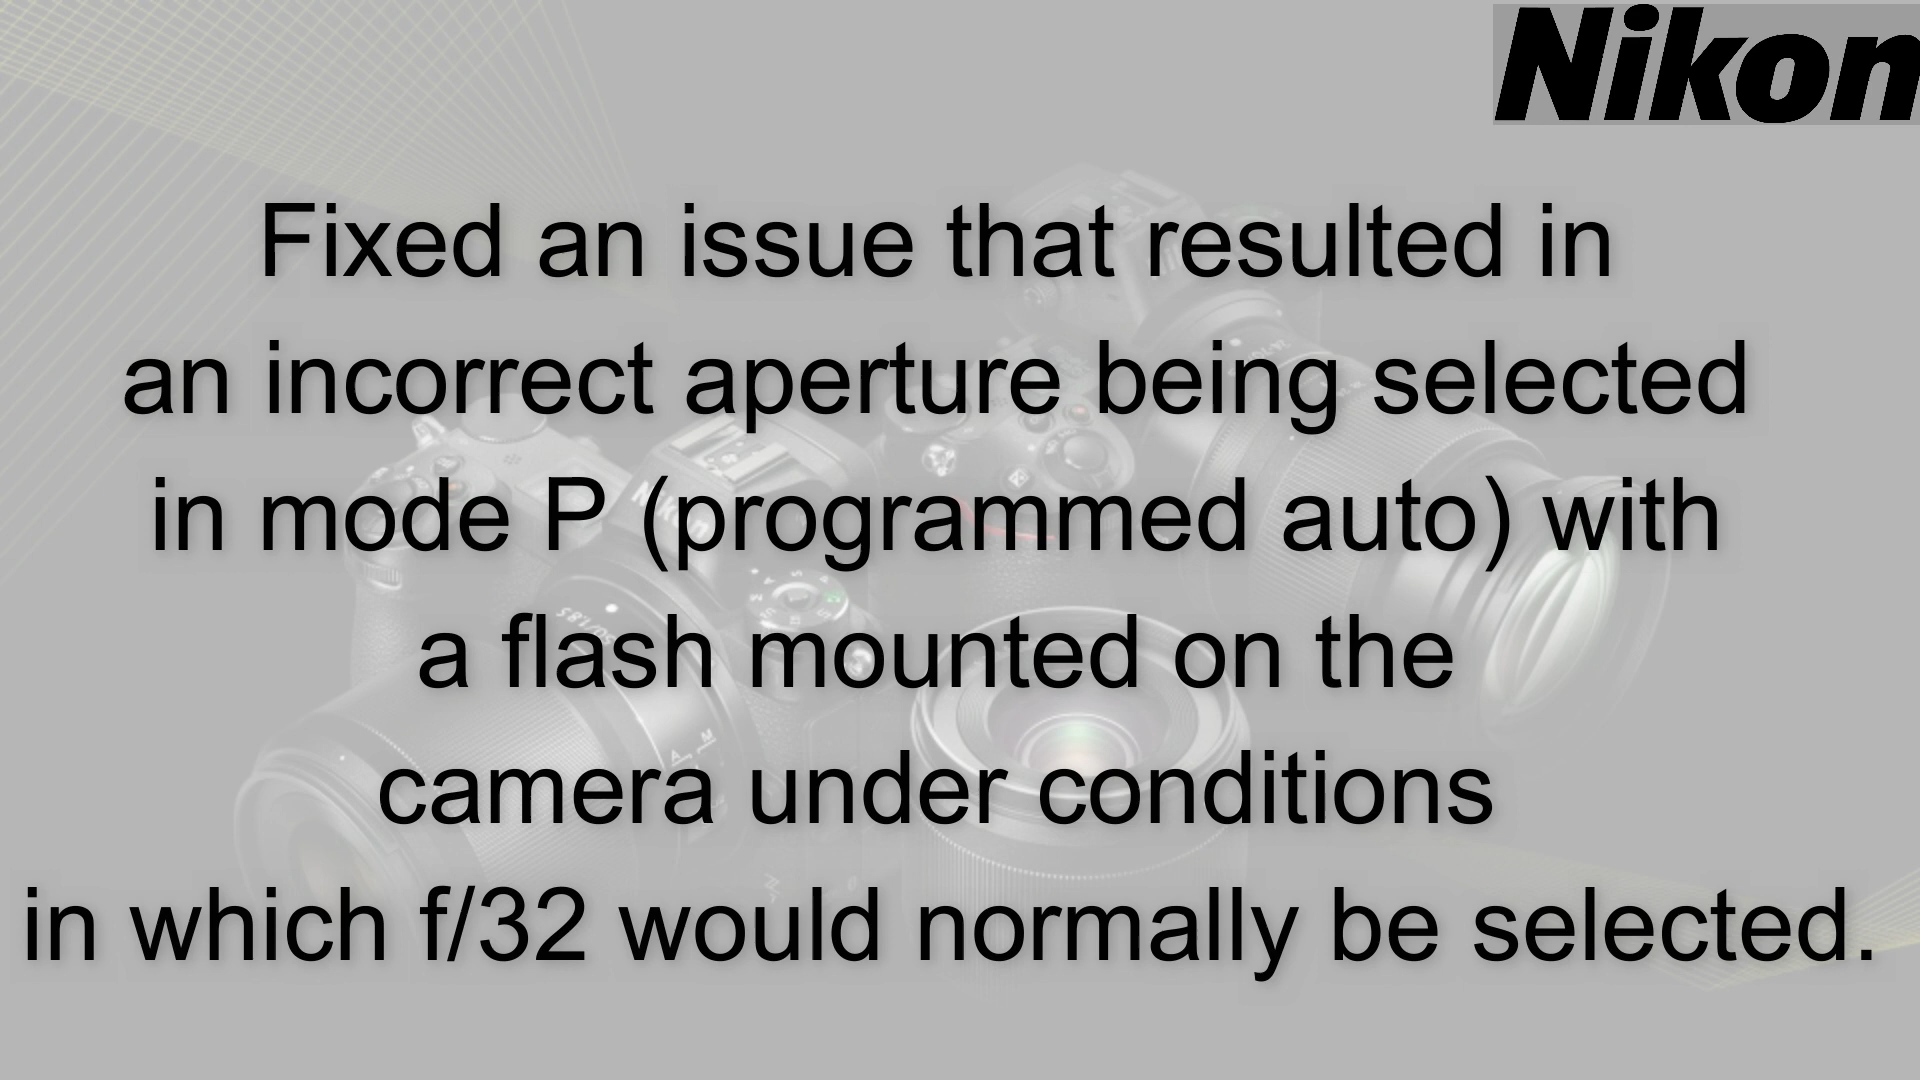 Nikon
Fixed an issue that resulted in
an incorrect aperture being selected
in mode P (programmed auto) with
a flash mounted on the
camera under conditions
in which f/32 would normally be selected.